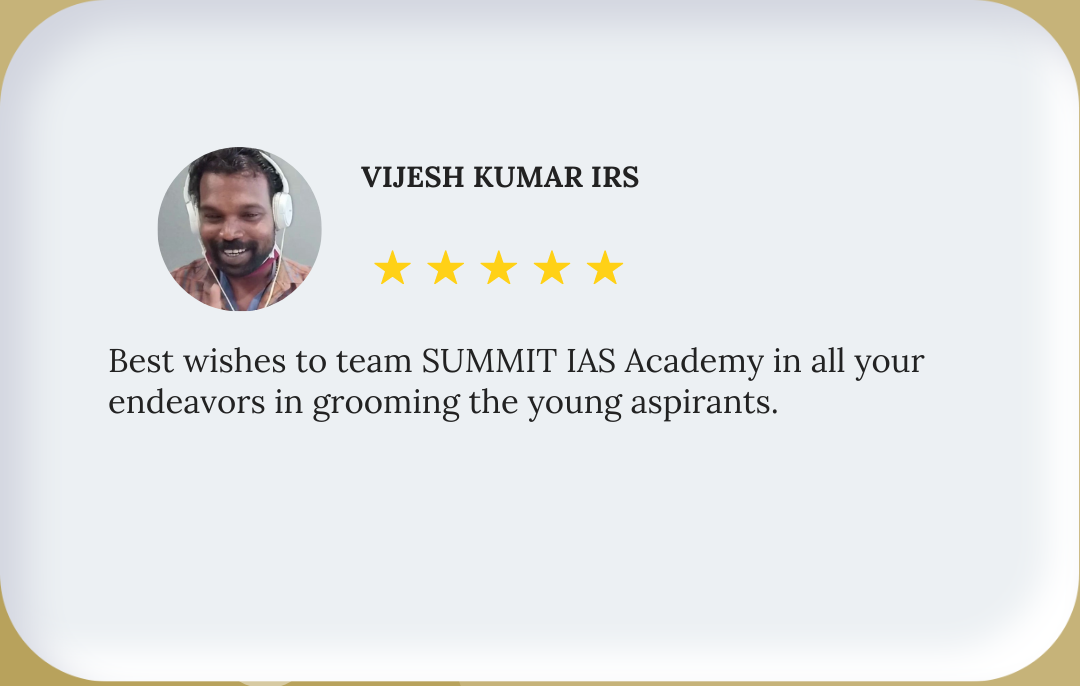 VIJESH KUMAR IRS
Best wishes to team SUMMIT IAS Academy in all your
endeavors in grooming the young aspirants.